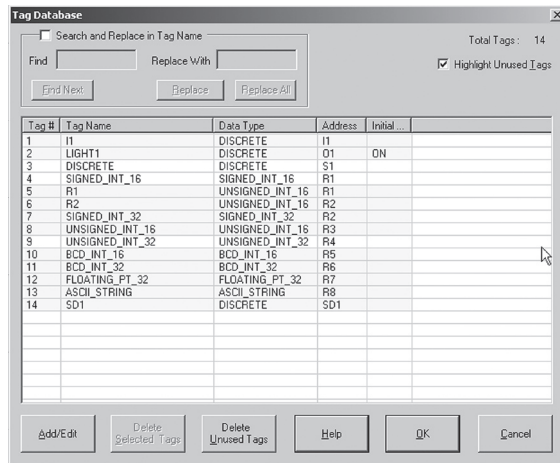 Tag Database
Search and Replace in Tag Name
Total Tags : 14
Find Replace With
Highlight Unused Tags
Find Next Replace Replace All
Tag # Tag Name Data Type Address Initial ...
1 I1 DISCRETE I1
2 LIGHT1 DISCRETE O1 ON
3 DISCRETE DISCRETE S1
4 SIGNED_INT_16 SIGNED_INT_16 R1
5 R1 UNSIGNED_INT_16 R1
6 R2 UNSIGNED_INT_16 R2
7 SIGNED_INT_32 SIGNED_INT_32 R2
8 UNSIGNED_INT_16 UNSIGNED_INT_16 R3
9 UNSIGNED_INT_32 UNSIGNED_INT_32 R4
10 BCD_INT_16 BCD_INT_16 R5
11 BCD_INT_32 BCD_INT_32 R6
12 FLOATING_PT_32 FLOATING_PT_32 R7
13 ASCII_STRING ASCII_STRING R8
14 SD1 DISCRETE SD1
Add/Edit
Delete
Selected Tags
Delete
Unused Tags
Help
OK
Cancel